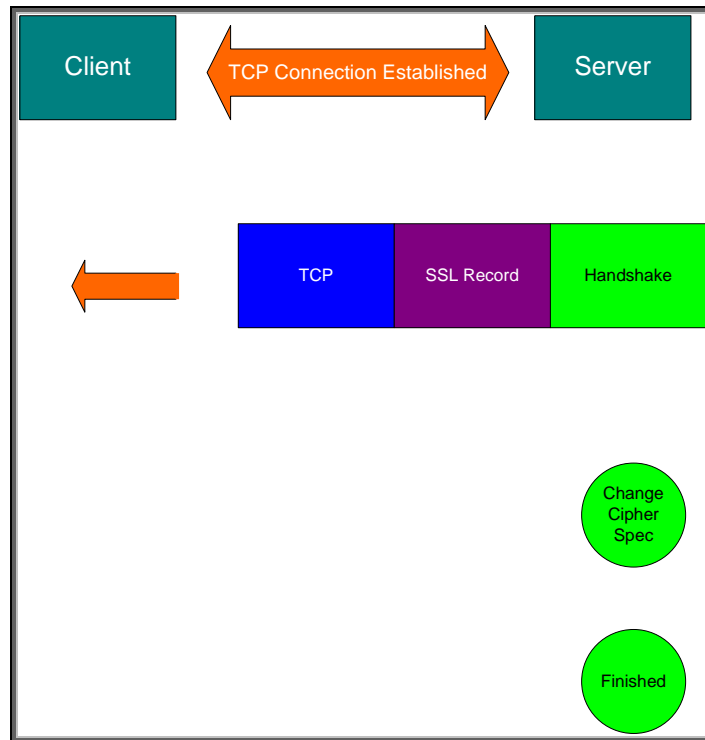 Client
TCP Connection Established
Server
TCP
SSL Record
Handshake
Change
Cipher
Spec
Finished